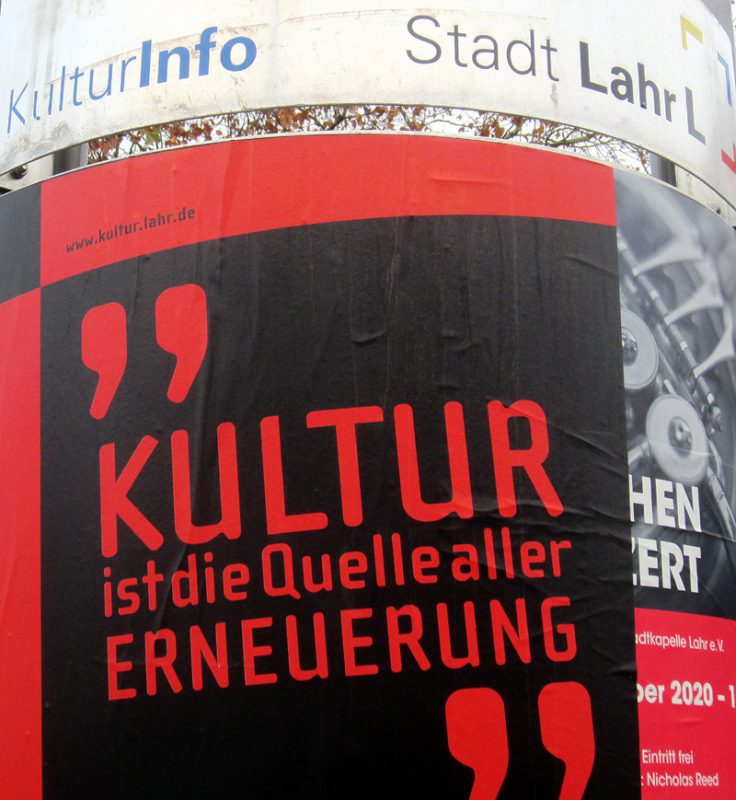 KulturInfo
Stadt Lahr L
www.kultur.lahr.de
„
KULTUR
ist die Quelle aller
ERNEUERUNG
”
HEN
ZERT
adtkapelle Lahr e.V.
ber 2020 - 1
Eintritt frei
: Nicholas Reed